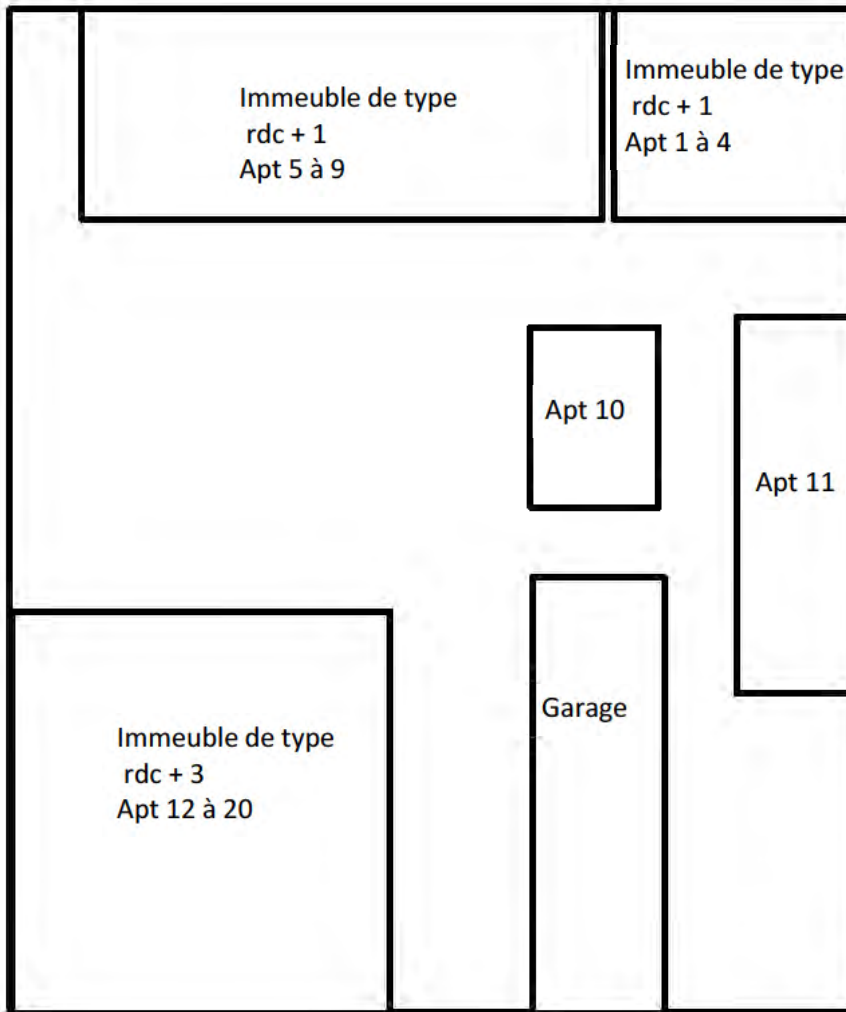 Immeuble de type
rdc + 1
Apt 5 à 9
Immeuble de type
rdc + 1
Apt 1 à 4
Apt 10
Apt 11
Garage
Immeuble de type
rdc + 3
Apt 12 à 20